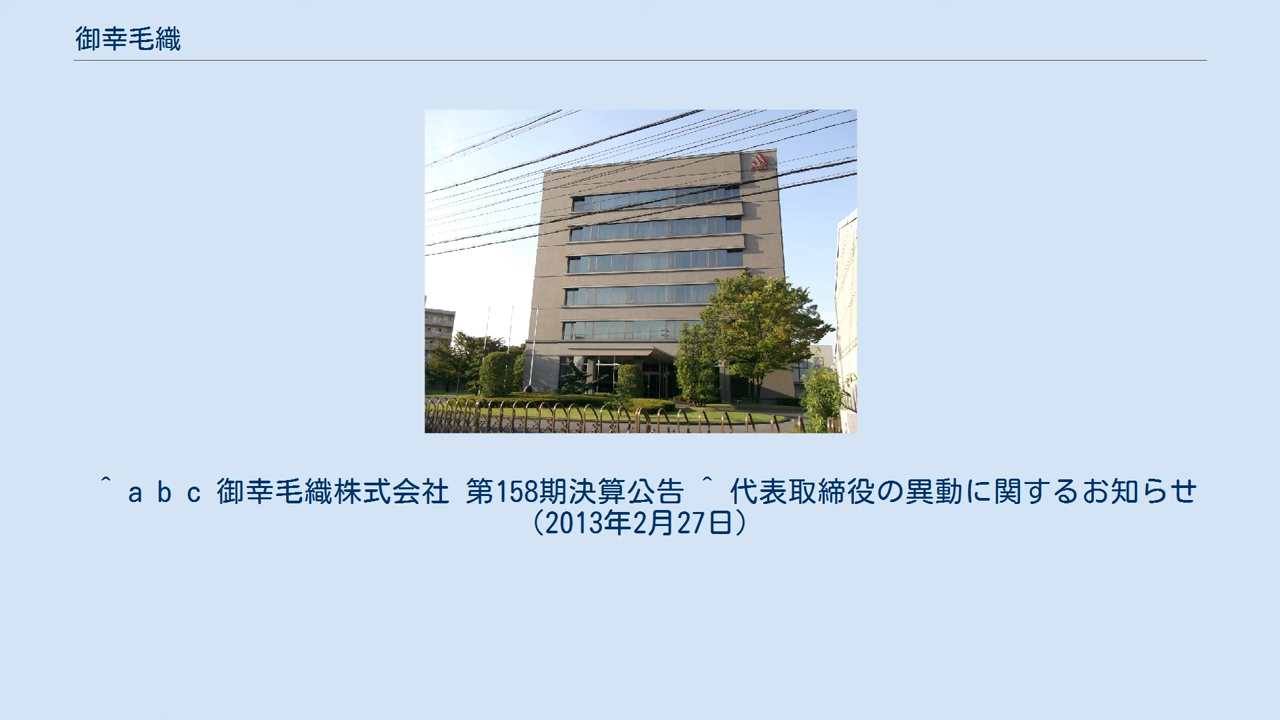 御幸毛織
^ a b c 御幸毛織株式会社 第158期決算公告 ^ 代表取締役の異動に関するお知らせ
（2013年2月27日）